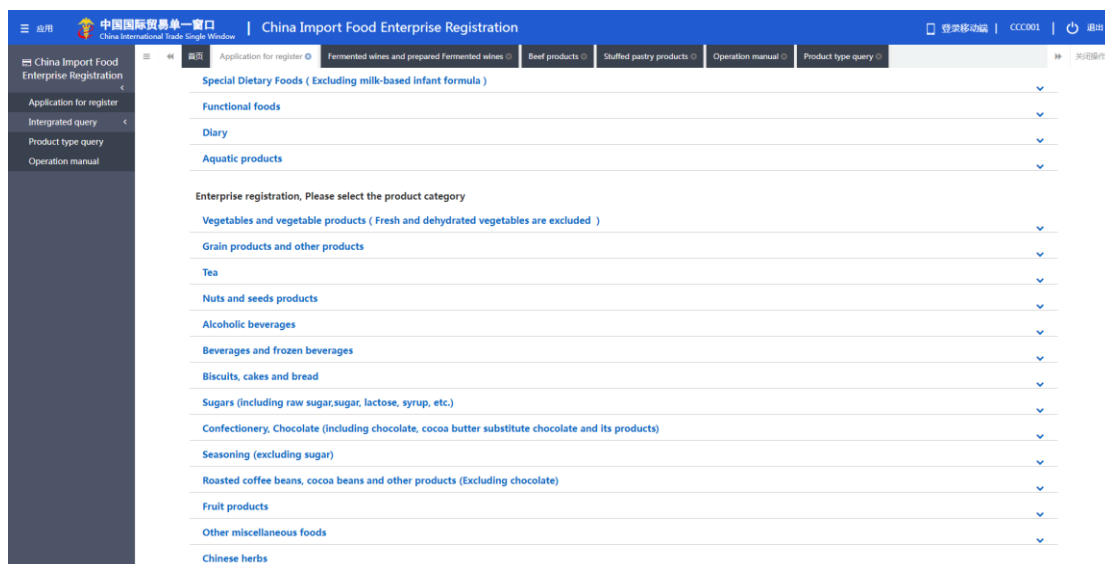 应用
中国国际贸易单一窗口
China International Trade Single Window
China Import Food Enterprise Registration
登录移动端 | CCC001 | 退出
China Import Food
Enterprise Registration
Application for register
Intergrated query
Product type query
Operation manual
首页 Application for register Fermented wines and prepared Fermented wines Beef products Stuffed pastry products Operation manual Product type query 关闭操作
Special Dietary Foods ( Excluding milk-based infant formula )
Functional foods
Diary
Aquatic products
Enterprise registration, Please select the product category
Vegetables and vegetable products ( Fresh and dehydrated vegetables are excluded )
Grain products and other products
Tea
Nuts and seeds products
Alcoholic beverages
Beverages and frozen beverages
Biscuits, cakes and bread
Sugars (including raw sugar,sugar, lactose, syrup, etc.)
Confectionery, Chocolate (including chocolate, cocoa butter substitute chocolate and its products)
Seasoning (excluding sugar)
Roasted coffee beans, cocoa beans and other products (Excluding chocolate)
Fruit products
Other miscellaneous foods
Chinese herbs